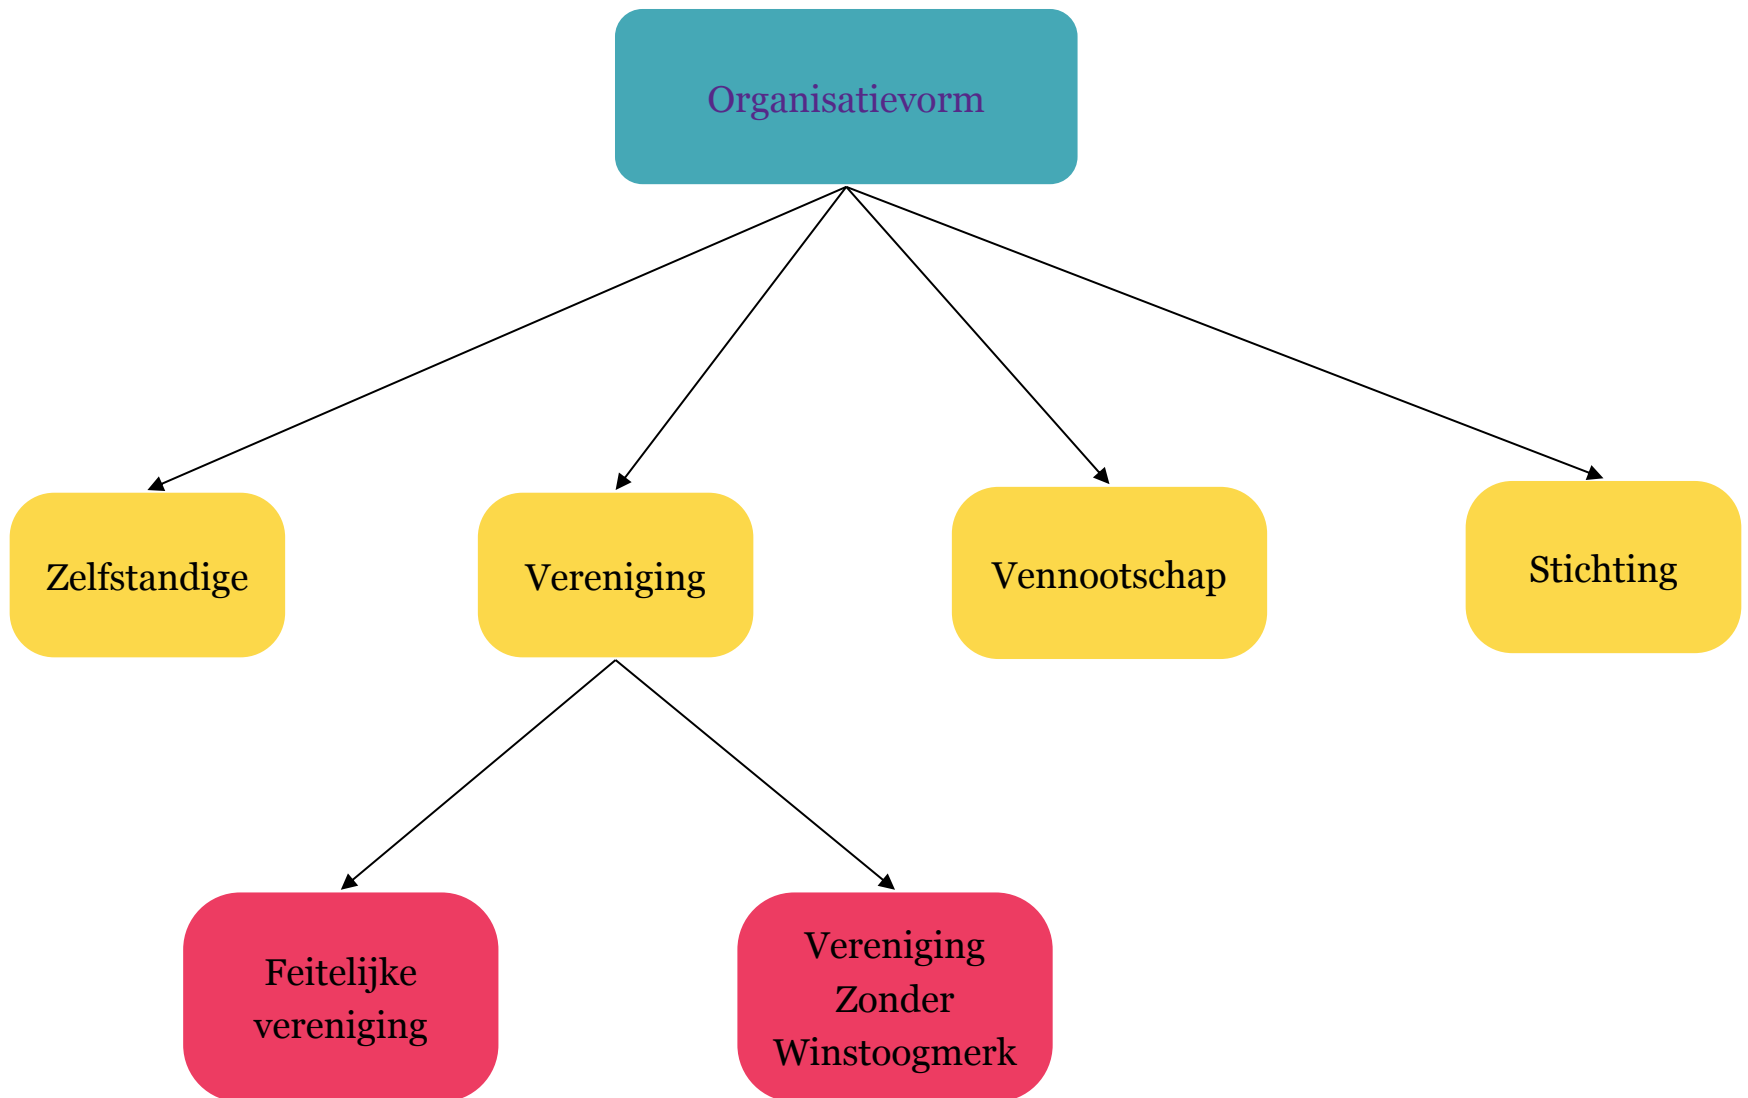 Organisatievorm
Zelfstandige
Vereniging
Vennootschap
Stichting
Feitelijke
vereniging
Vereniging
Zonder
Winstoogmerk